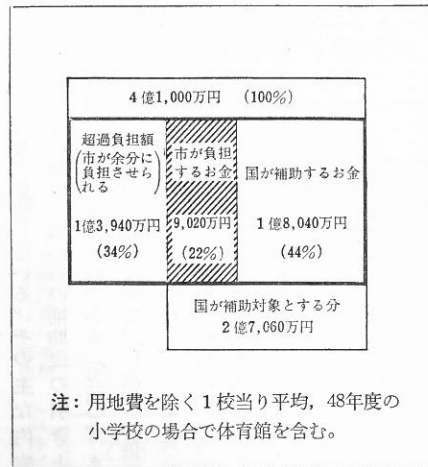 4億1,000万円 (100%)
超過負担額
(市が余分に
負担させら
れる)
1億3,940万円
(34%)
市が負担
するお金
9,020万円
(22%)
国が補助するお金
1億8,040万円
(44%)
国が補助対象とする分
2億7,060万円
注：用地費を除く1校当り平均，48年度の
小学校の場合で体育館を含む。